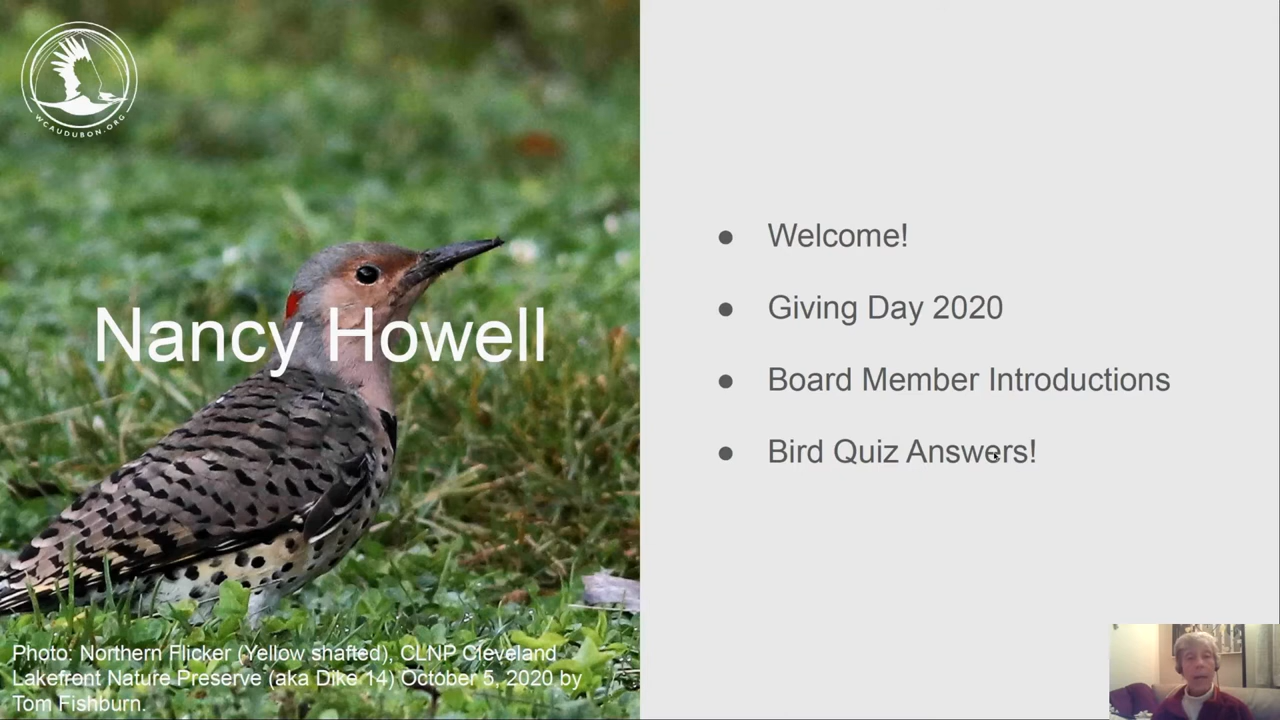 WCAUDUBON.ORG
Nancy Howell
Photo: Northern Flicker (Yellow shafted), CLNP Cleveland
Lakefront Nature Preserve (aka Dike 14) October 5, 2020 by
Tom Fishburn.
● Welcome!
● Giving Day 2020
● Board Member Introductions
● Bird Quiz Answers!